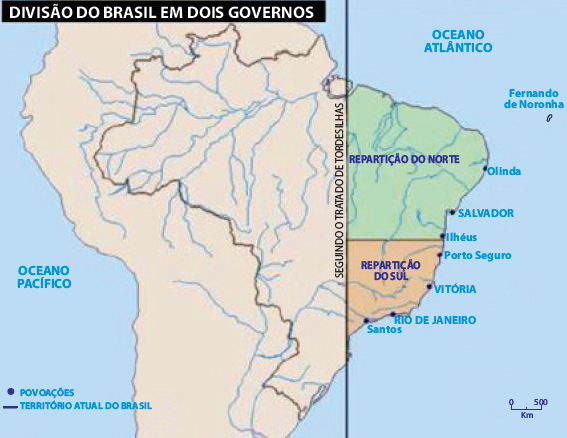 DIVISÃO DO BRASIL EM DOIS GOVERNOS
OCEANO
ATLÂNTICO
Fernando
de Noronha
SEGUINDO O TRATADO DE TORDESILHAS
REPARTIÇÃO DO NORTE
Olinda
SALVADOR
Ilhéus
Porto Seguro
REPARTIÇÃO
DO SUL
OCEANO
PACÍFICO
VITÓRIA
RIO DE JANEIRO
Santos
POVOAÇÕES
TERRITÓRIO ATUAL DO BRASIL
0 500
Km